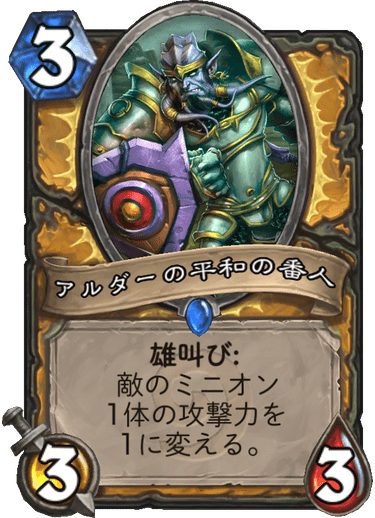 3
アルダーの平和の番人
雄叫び:
敵のミニオン
1体の攻撃力を
1に変える。
3
3